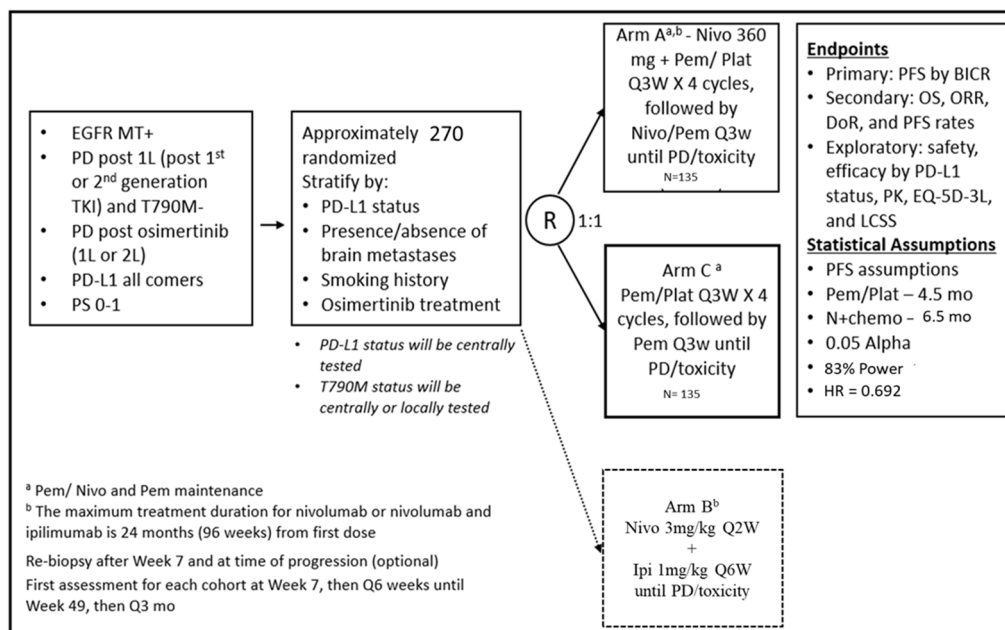 • EGFR MT+
• PD post 1L (post 1st
or 2nd generation
TKI) and T790M-
• PD post osimertinib
(1L or 2L)
• PD-L1 all comers
• PS 0-1
Approximately 270
randomized
Stratify by:
• PD-L1 status
• Presence/absence of
brain metastases
• Smoking history
• Osimertinib treatment
• PD-L1 status will be centrally
tested
• T790M status will be
centrally or locally tested
R
1:1
Arm A a,b - Nivo 360
mg + Pem/ Plat
Q3W X 4 cycles,
followed by
Nivo/Pem Q3w
until PD/toxicity
N=135
Arm C a
Pem/Plat Q3W X 4
cycles, followed by
Pem Q3w until
PD/toxicity
N= 135
Arm Bb
Nivo 3mg/kg Q2W
+
Ipi 1mg/kg Q6W
until PD/toxicity
Endpoints
• Primary: PFS by BICR
• Secondary: OS, ORR,
DoR, and PFS rates
• Exploratory: safety,
efficacy by PD-L1
status, PK, EQ-5D-3L,
and LCSS
Statistical Assumptions
• PFS assumptions
• Pem/Plat – 4.5 mo
• N+chemo – 6.5 mo
• 0.05 Alpha
• 83% Power
• HR = 0.692
a Pem/ Nivo and Pem maintenance
b The maximum treatment duration for nivolumab or nivolumab and
ipilimumab is 24 months (96 weeks) from first dose
Re-biopsy after Week 7 and at time of progression (optional)
First assessment for each cohort at Week 7, then Q6 weeks until
Week 49, then Q3 mo